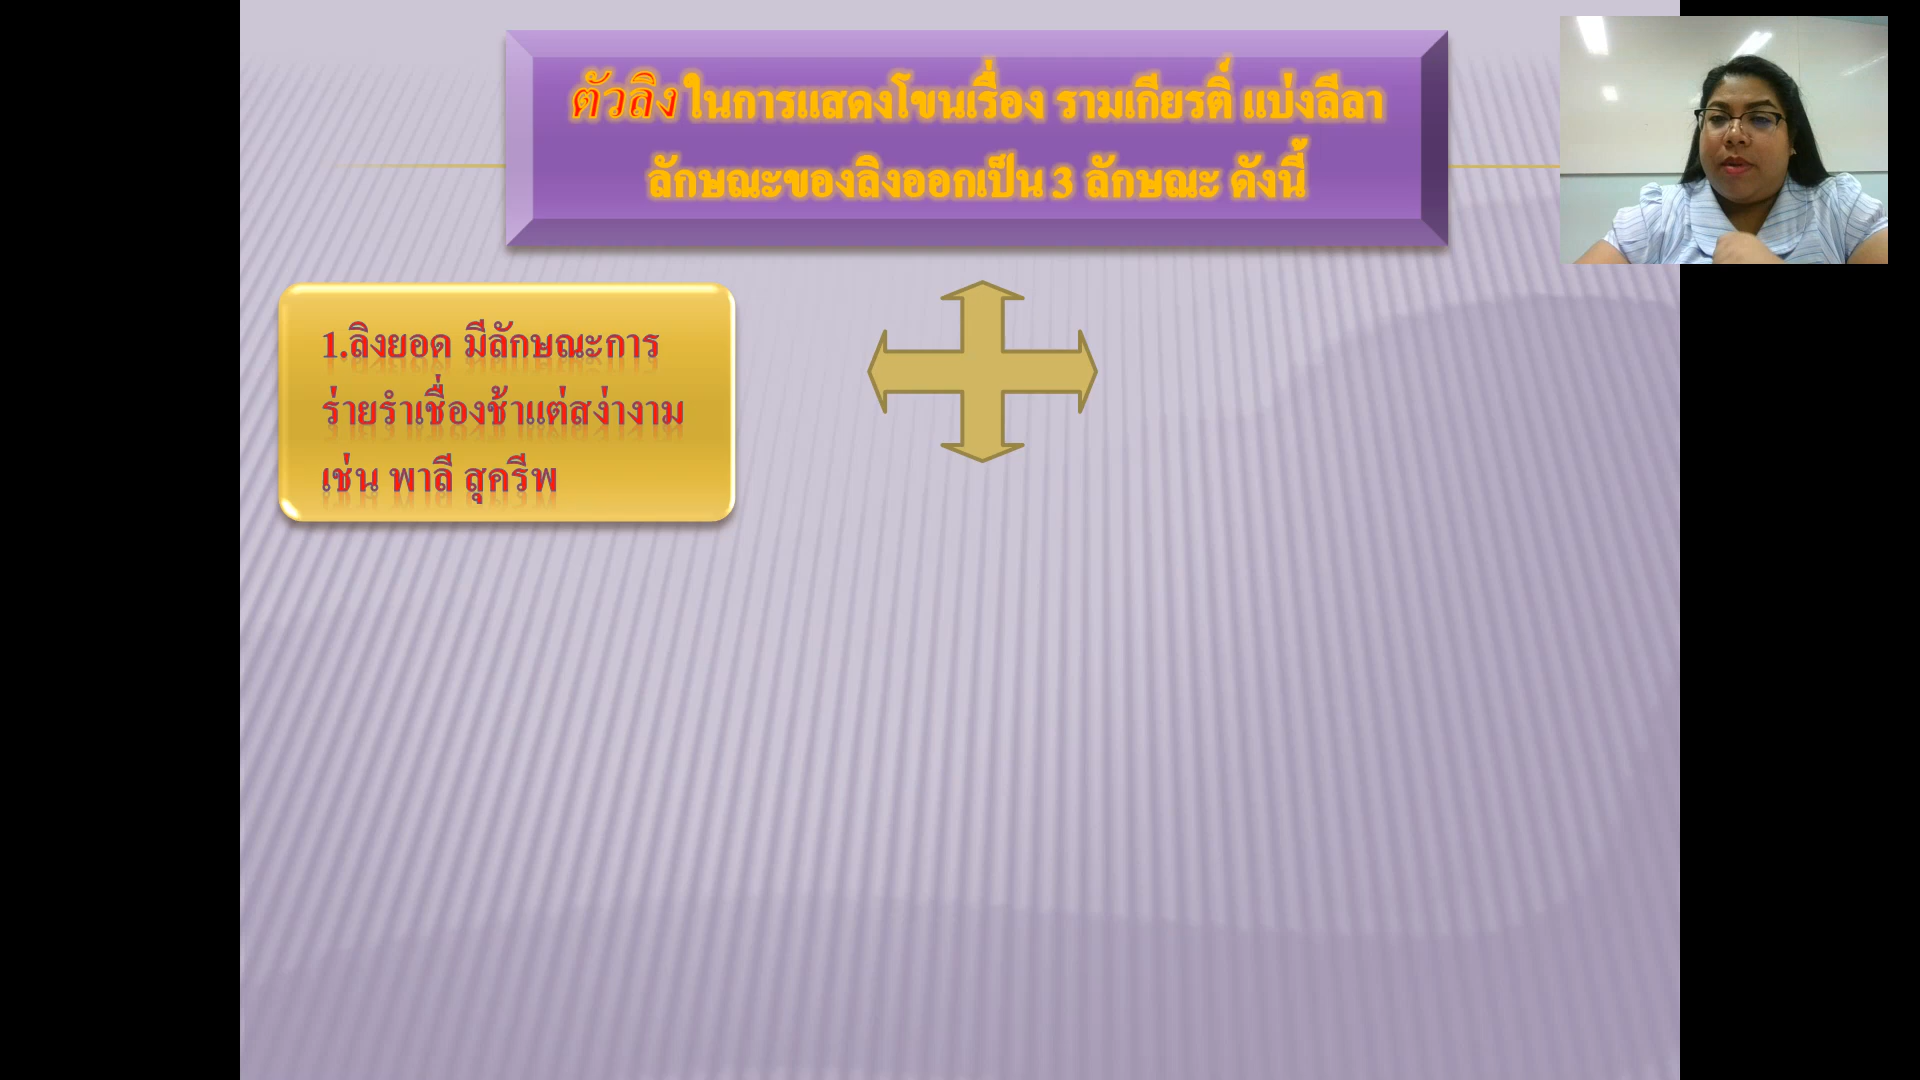 ตัวลิง ในการแสดงโขนเรื่อง รามเกียรติ์ แบ่งลีลา
ลักษณะของลิงออกเป็น 3 ลักษณะ ดังนี้
1.ลิงยอด มีลักษณะการ
ร่ายรำเชื่องช้าแต่สง่างาม
เช่น พาลี สุครีพ